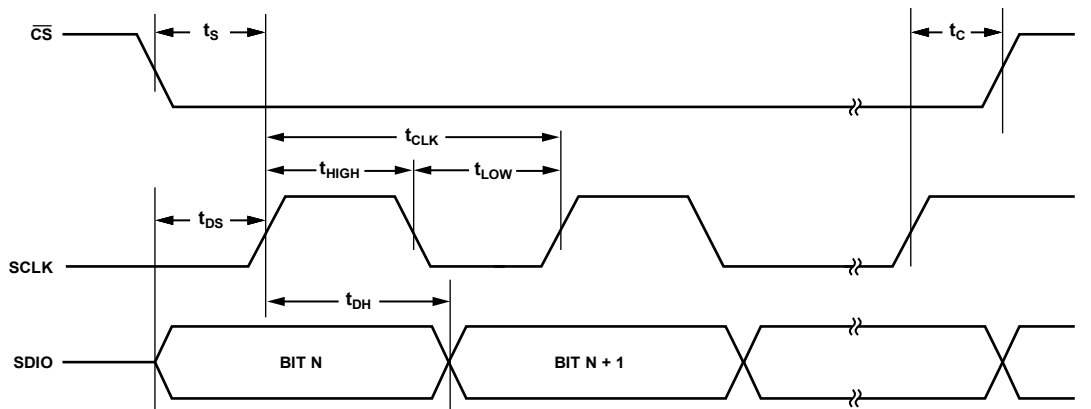 CS tS tC
tCLK
tHIGH tLOW
tDS
SCLK
tDH
SDIO BIT N BIT N + 1